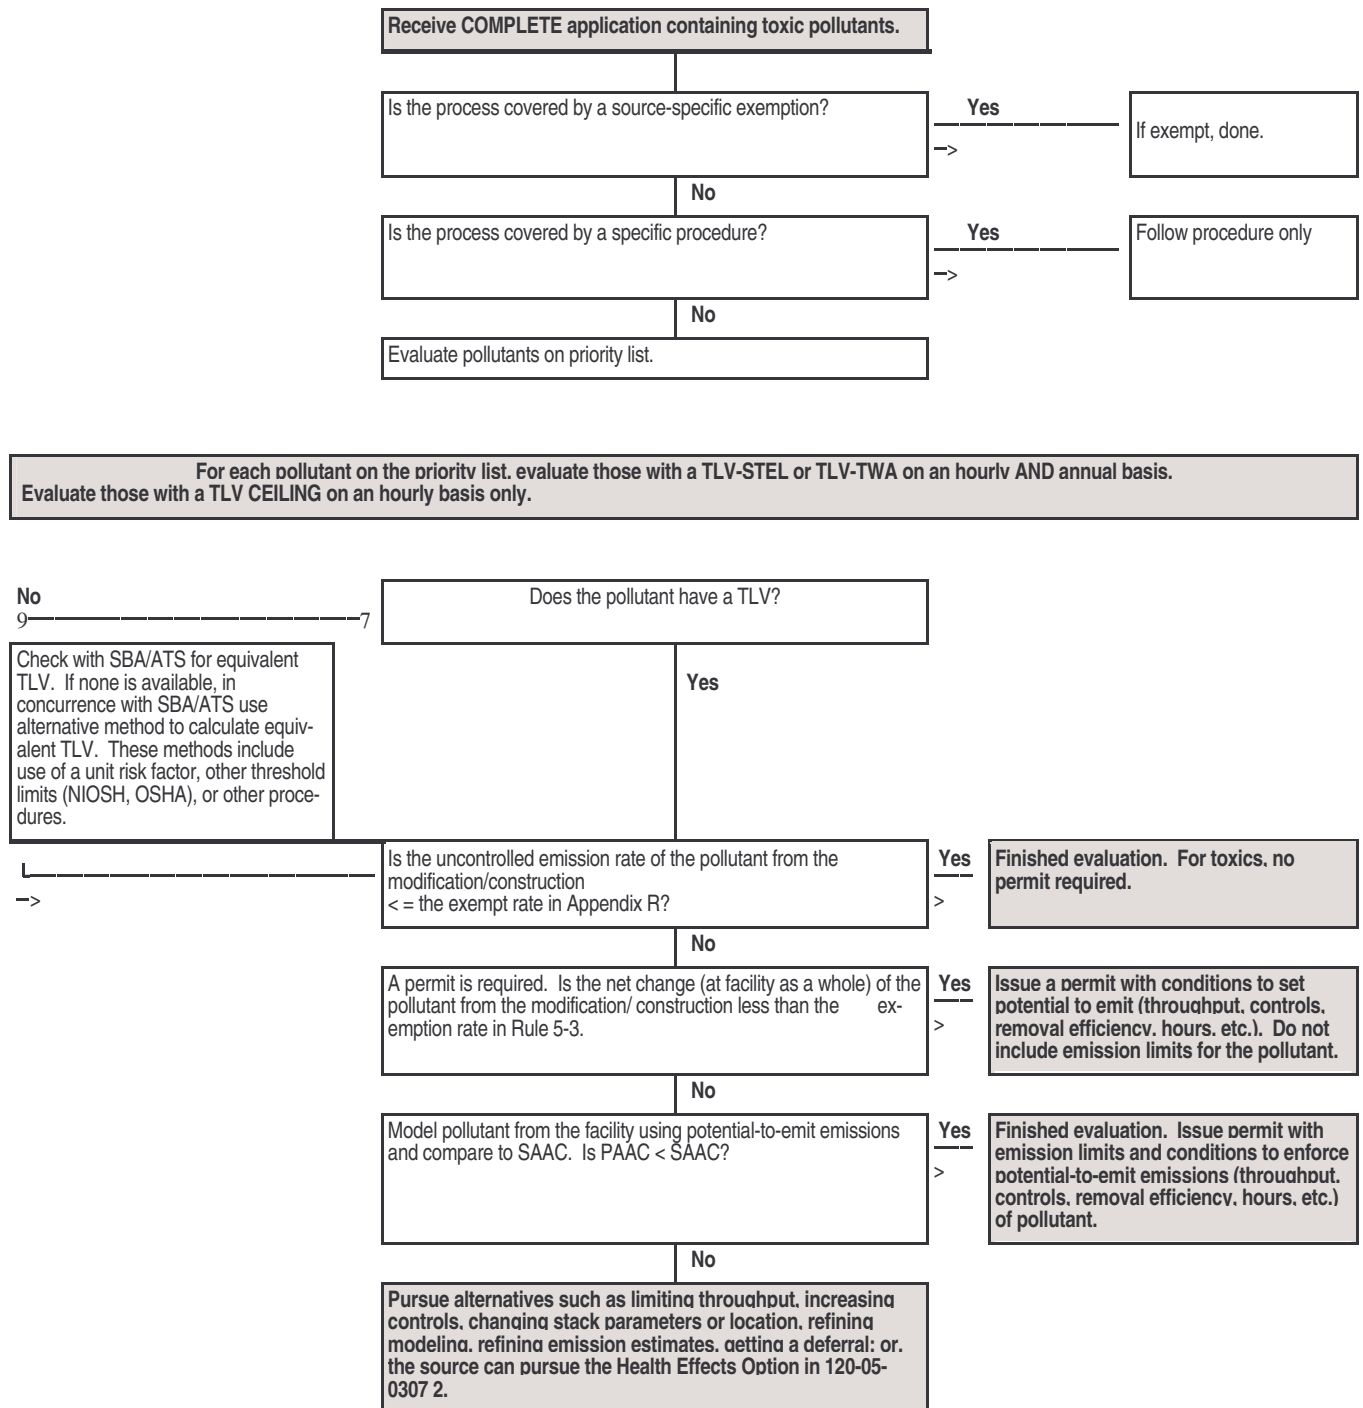 Receive COMPLETE application containing toxic pollutants.
Is the process covered by a source-specific exemption?
Yes
—>
If exempt, done.
No
Is the process covered by a specific procedure?
Yes
—>
Follow procedure only
No
Evaluate pollutants on priority list.
For each pollutant on the priority list, evaluate those with a TLV-STEL or TLV-TWA on an hourly AND annual basis.
Evaluate those with a TLV CEILING on an hourly basis only.
No
9 7
Does the pollutant have a TLV?
Check with SBA/ATS for equivalent
TLV. If none is available, in
concurrence with SBA/ATS use
alternative method to calculate equiv-
alent TLV. These methods include
use of a unit risk factor, other threshold
limits (NIOSH, OSHA), or other proce-
dures.
Yes
—>
Is the uncontrolled emission rate of the pollutant from the
modification/construction
< = the exempt rate in Appendix R?
Yes
>
Finished evaluation. For toxics, no
permit required.
No
A permit is required. Is the net change (at facility as a whole) of the
pollutant from the modification/ construction less than the ex-
emption rate in Rule 5-3.
Yes
>
Issue a permit with conditions to set
potential to emit (throughput, controls,
removal efficiency, hours, etc.). Do not
include emission limits for the pollutant.
No
Model pollutant from the facility using potential-to-emit emissions
and compare to SAAC. Is PAAC < SAAC?
Yes
>
Finished evaluation. Issue permit with
emission limits and conditions to enforce
potential-to-emit emissions (throughput,
controls, removal efficiency, hours, etc.)
of pollutant.
No
Pursue alternatives such as limiting throughput, increasing
controls, changing stack parameters or location, refining
modeling, refining emission estimates, getting a deferral; or,
the source can pursue the Health Effects Option in 120-05-
0307 2.